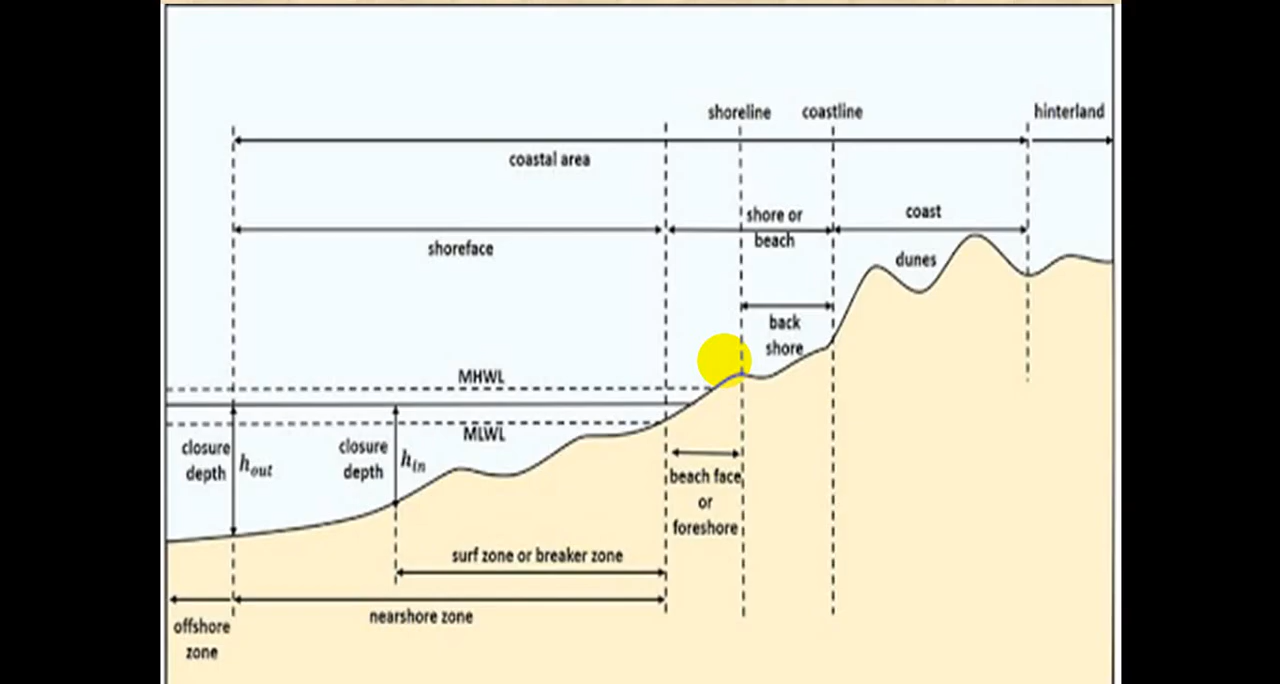 shoreline
coastline
hinterland
coastal area
shore or
beach
coast
shoreface
dunes
back
shore
MHWL
MLWL
closure
depth
h_out
closure
depth
h_in
beach face
or
foreshore
surf zone or breaker zone
nearshore zone
offshore
zone